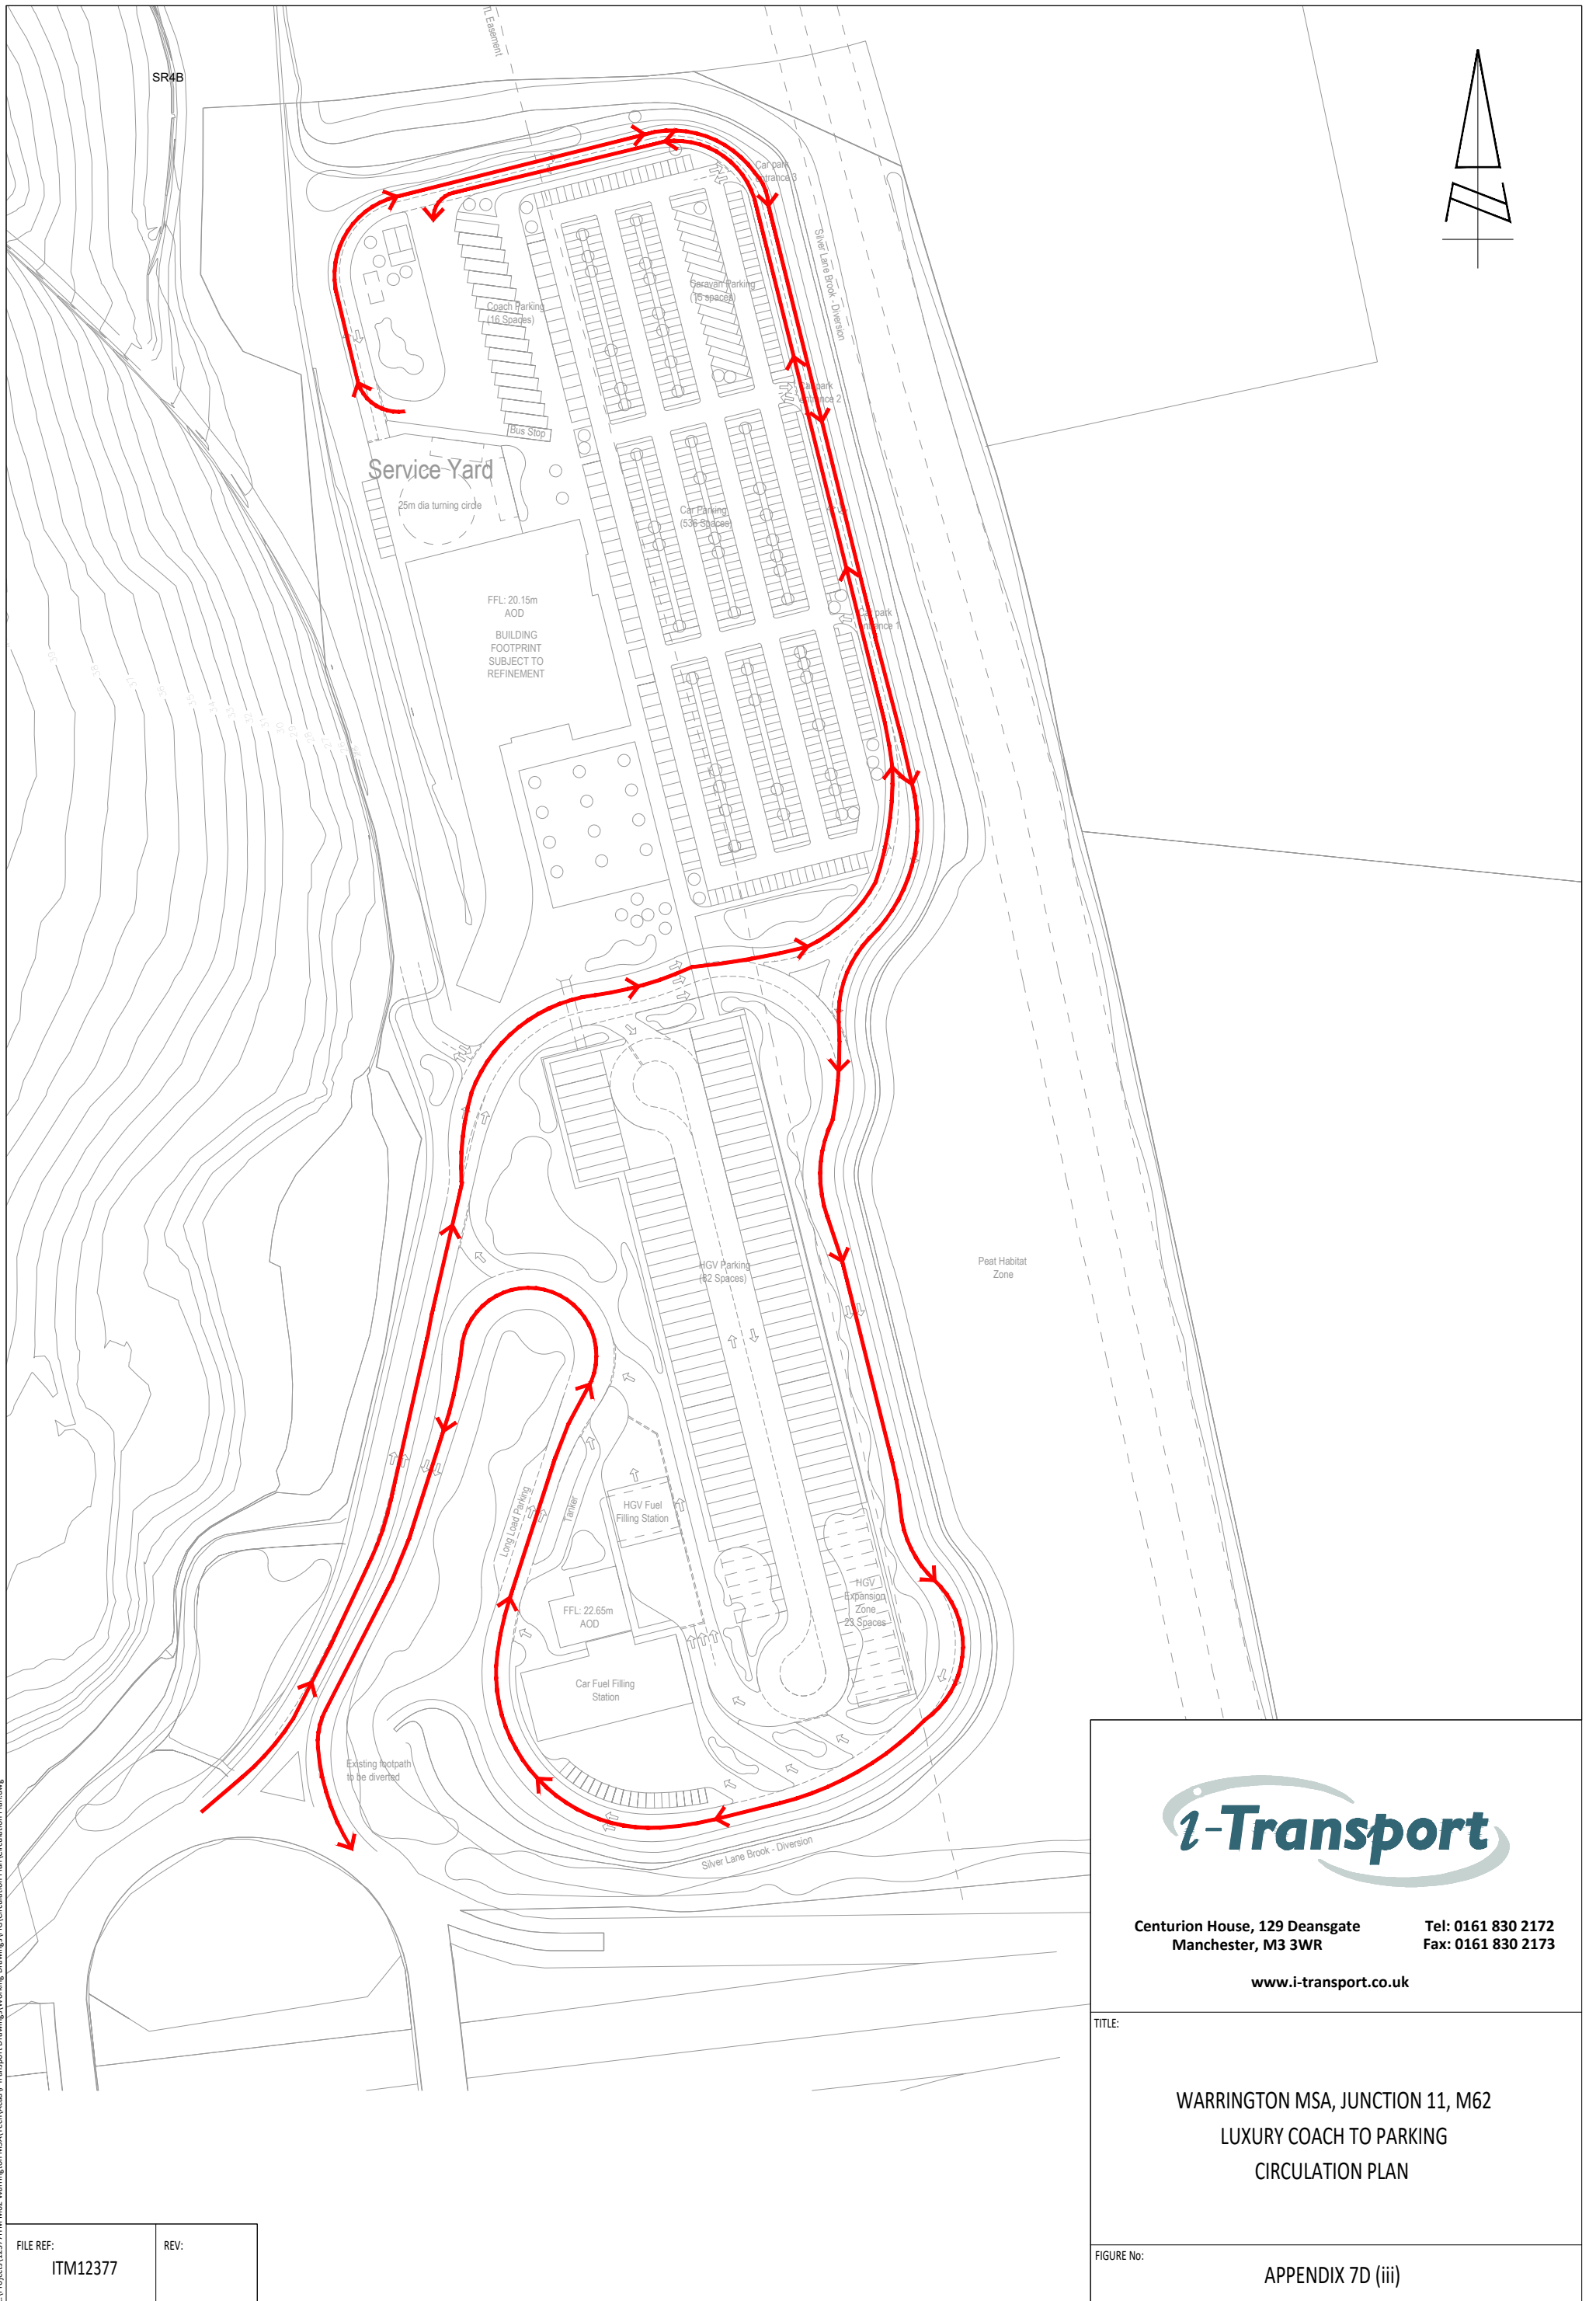 TL Easement
SR4B
Car park
entrance 3
Silver Lane Brook - Diversion
Caravan Parking
(15 spaces)
Coach Parking
(16 Spaces)
Car park
entrance 2
Bus Stop
Service Yard
25m dia turning circle
Car Parking
(536 Spaces)
FFL: 20.15m
AOD
BUILDING
FOOTPRINT
SUBJECT TO
REFINEMENT
Car park
entrance 1
HGV Parking
(82 Spaces)
Peat Habitat
Zone
Long Load Parking
Tanker
HGV Fuel
Filling Station
FFL: 22.65m
AOD
HGV
Expansion
Zone
23 Spaces
Car Fuel Filling
Station
Existing footpath
to be diverted
Silver Lane Brook - Diversion
i-Transport
Centurion House, 129 Deansgate
Manchester, M3 3WR
Tel: 0161 830 2172
Fax: 0161 830 2173
www.i-transport.co.uk
TITLE:
WARRINGTON MSA, JUNCTION 11, M62
LUXURY COACH TO PARKING
CIRCULATION PLAN
FILE REF:
ITM12377
REV:
FIGURE No:
APPENDIX 7D (iii)